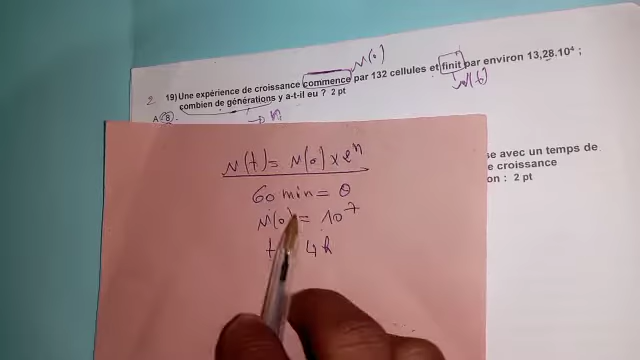 N(0)
2 19) Une expérience de croissance commence par 132 cellules et finit par environ 13,28.10⁴ ;
combien de générations y a-t-il eu ? 2 pt
N(t)
A (8) . → n
N(t) = N(0) x e^n
60 min = θ
N(0) = 10⁷
t 4h
se avec un temps de
croissance
on : 2 pt